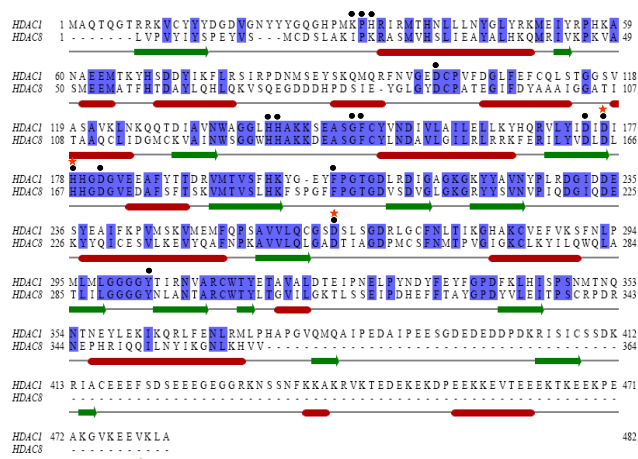 HDAC1 1 MAQTQGTRRKVCYYYDGDVGNYYYGQGHPMKPHRIRMTHNLLLNYGLYRKMEIYRPHKA 59
HDAC8 1 -------LVPVYIYSPEYVS---MCDSLAKIPKRASMVHSLIEAYALHKQMRIVKPKVA 49
HDAC1 60 NAEEMTKYHSDDYIKFLRSIRPDNMSEYSKQMQRFNVGEDCPVFDGLFEFCQLSTGGSV 118
HDAC8 50 SMEEMATFHTDAYLQHLQKVSQEGDDDHPDSIE-YGLGYDCPATEGIFDYAAAIGGATI 107
HDAC1 119 ASAVKLNKQQTDIAVNWAGGLHHAKKSEASGFCYVNDIVLAILELLKYHQRVLYIDIDI 177
HDAC8 108 TAAQCLIDGMCKVAINWSGGWHHAKKDEASGFCYLNDAVLGILRLRRKFERILYVDLDL 166
HDAC1 178 HHGDGVEEAFYTTDRVMTVSFHKYG-EYFPGTGDLRDIGAGKGKYYAVNYPLRDGIDDE 235
HDAC8 167 HHGDGVEDAFSFTSKVMTVSLHKFSPGFFPGTGDVSDVGLGKGRYYSVNVPIQDGIQDE 225
HDAC1 236 SYEAIFKPVMSKVMEMFQPSAVVLQCGSDSLSGDRLGCFNLTIKGHAKCVEFVKSFNLP 294
HDAC8 226 KYYQICESVLKEVYQAFNPKAVVLQLGADTIAGDPMCSFNMTPVGIGKCLKYILQWQLA 284
HDAC1 295 MLMLGGGGYTIRNVARCWTYETAVALDTEIPNELPYNDYFEYFGPDFKLHISPSNMTNQ 353
HDAC8 285 TLILGGGGYNLANTARCWTYLTGVILGKTLSSEIPDHEFFTAYGPDYVLEITPSCRPDR 343
HDAC1 354 NTNEYLEKIKQRLFENLRMLPHAPGVQMQAIPEDAIPEESGDEDEDDPDKRISICSSDK 412
HDAC8 344 NEPHRIQQILNYIKGNLKHVV-------------------------------------- 364
HDAC1 413 RIACEEEFSDSEEEGEGGRKNSSNFKKAKRVKTEDEKEKDPEEKKEVTEEEKTKEEKPE 471
HDAC8 -----------------------------------------------------------
HDAC1 472 AKGVKEEVKLA 482
HDAC8 -----------